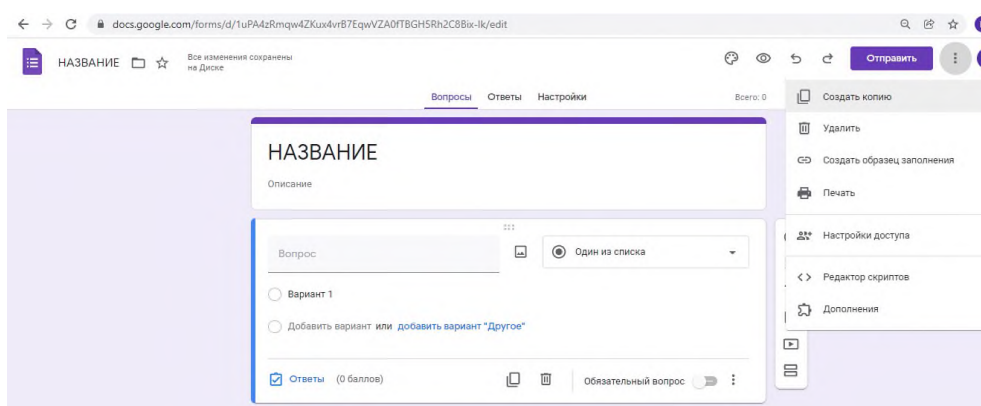 docs.google.com/forms/d/1uPA4zRmqw4ZKux4vrB7EqwVZA0fTBGH5Rh2C8Bix-lk/edit
НАЗВАНИЕ
Все изменения сохранены
на Диске
Отправить
Вопросы Ответы Настройки
Всего: 0
Создать копию
Удалить
Создать образец заполнения
Печать
Настройки доступа
Редактор скриптов
Дополнения
НАЗВАНИЕ
Описание
Вопрос
Один из списка
Вариант 1
Добавить вариант или добавить вариант "Другое"
Ответы (0 баллов)
Обязательный вопрос